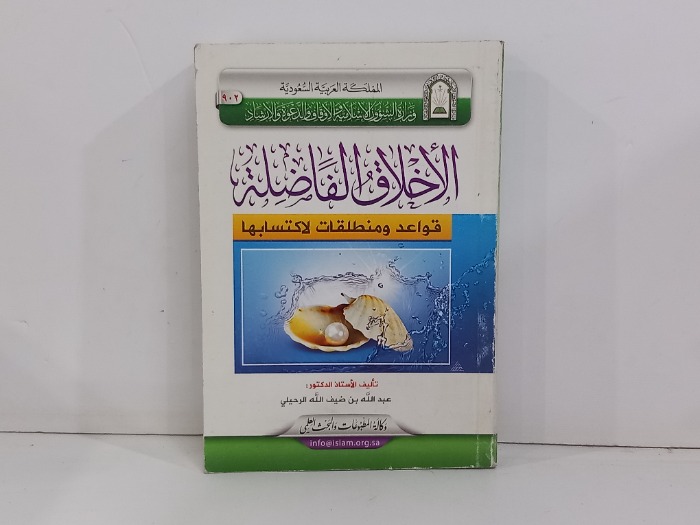 المملكة العربية السعودية
وزارة الشؤون الإسلامية والأوقاف والدعوة والإرشاد
٩٠٢
الأخلاق الفاضلة
قواعد ومنطلقات لاكتسابها
تأليف الأستاذ الدكتور:
عبد الله بن ضيف الله الرحيلي
وكالة المطبوعات والبحث العلمي
info@islam.org.sa